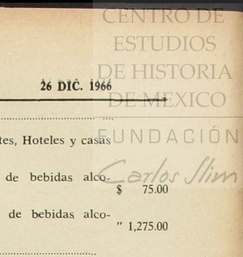 CENTRO DE
ESTUDIOS
DE HISTORIA
DE MEXICO
FUNDACIÓN
Carlos Slim
26 DIC. 1966
tes, Hoteles y casas
de bebidas alco-
$ 75.00
de bebidas alco-
" 1,275.00